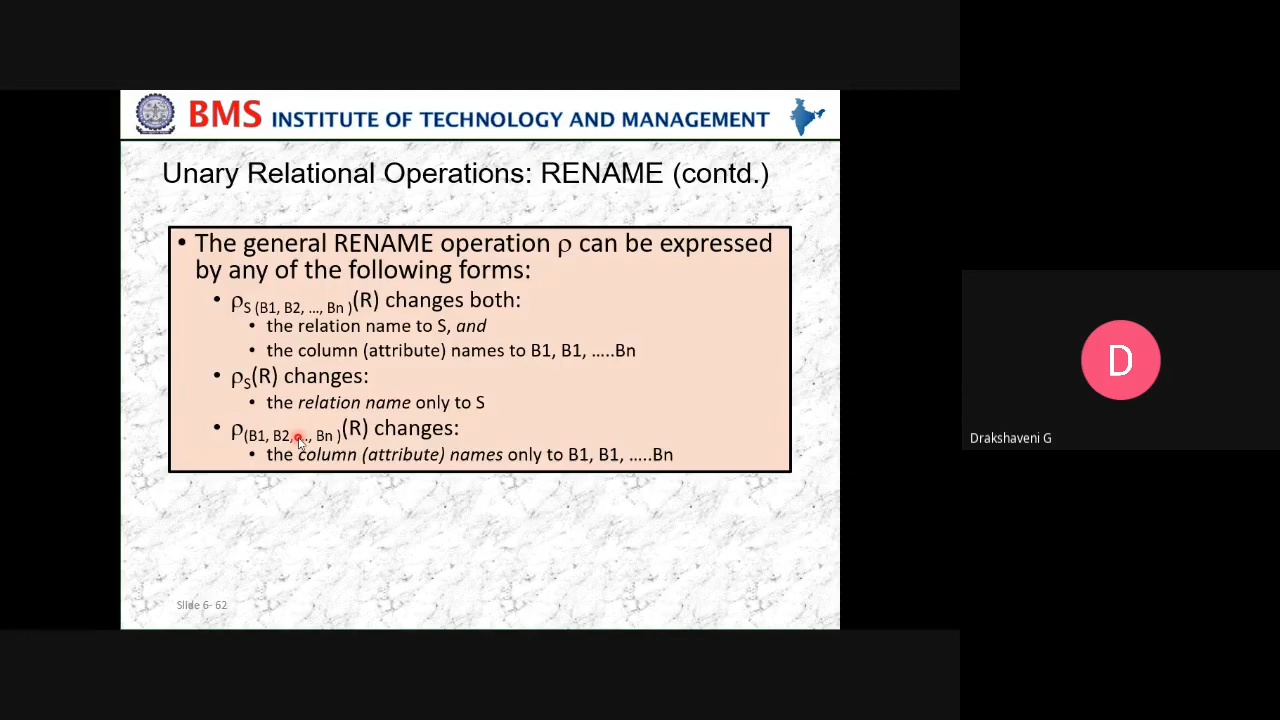 BMS INSTITUTE OF TECHNOLOGY AND MANAGEMENT
Unary Relational Operations: RENAME (contd.)
• The general RENAME operation ρ can be expressed
by any of the following forms:
• ρS (B1, B2, …, Bn )(R) changes both:
• the relation name to S, and
• the column (attribute) names to B1, B1, …..Bn
• ρS(R) changes:
• the relation name only to S
• ρ(B1, B2, …, Bn )(R) changes:
• the column (attribute) names only to B1, B1, …..Bn
Slide 6- 62
D
Drakshaveni G